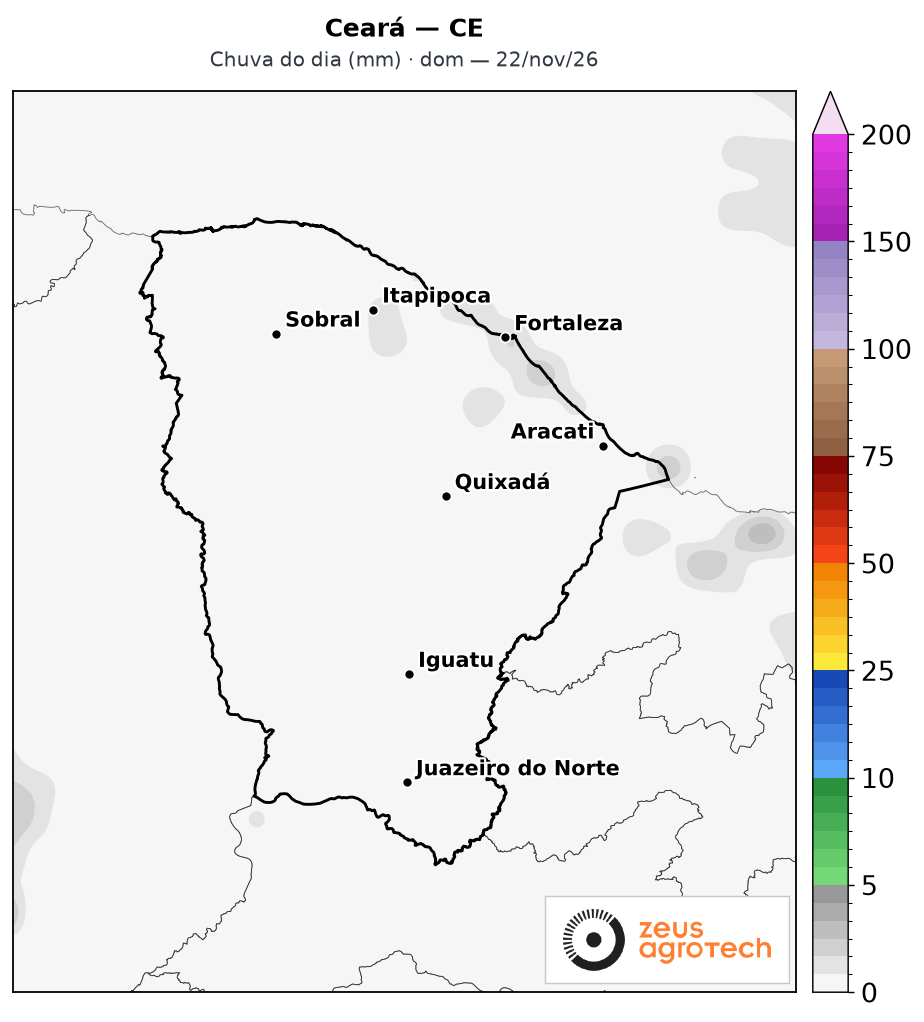 Ceará — CE
Chuva do dia (mm) · dom — 22/nov/26
200
150
100
75
50
25
10
5
0
Itapipoca
Sobral
Fortaleza
Aracati
Quixadá
Iguatu
Juazeiro do Norte
zeus
agrotech